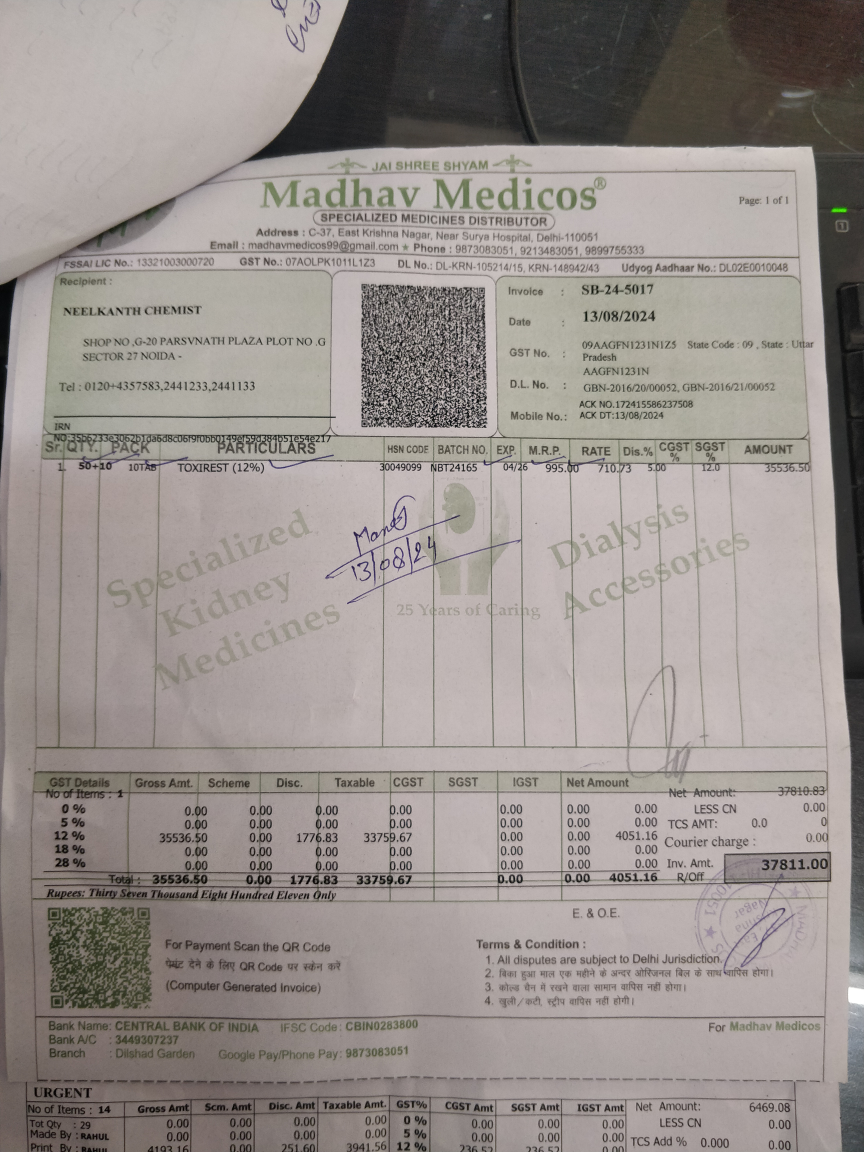 JAI SHREE SHYAM
Madhav Medicos®
SPECIALIZED MEDICINES DISTRIBUTOR
Page: 1 of 1
Address : C-37, East Krishna Nagar, Near Surya Hospital, Delhi-110051
Email : madhavmedicos99@gmail.com ★ Phone : 9873083051, 9213483051, 9899755333
FSSAI LIC No.: 13321003000720 GST No.: 07AOLPK1011L1Z3 DL No.: DL-KRN-105214/15, KRN-148942/43 Udyog Aadhaar No.: DL02E0010048
Recipient :
NEELKANTH CHEMIST
SHOP NO ,G-20 PARSVNATH PLAZA PLOT NO .G
SECTOR 27 NOIDA -
Tel : 0120+4357583,2441233,2441133
IRN
Invoice : SB-24-5017
Date : 13/08/2024
GST No. : 09AAGFN1231N1Z5 State Code : 09 , State : Uttar
Pradesh
AAGFN1231N
D.L. No. : GBN-2016/20/00052, GBN-2016/21/00052
ACK NO.172415586237508
Mobile No.: ACK DT:13/08/2024
Sr. QTY. PACK PARTICULARS HSN CODE BATCH NO. EXP. M.R.P. RATE Dis.% CGST % SGST % AMOUNT
1. 50+10 10TAB TOXIREST (12%) 30049099 NBT24165 04/26 995.00 710.73 5.00 12.0 35536.50
13/08/24
Specialized
Kidney
Medicines
25 Years of Caring
Dialysis
Accessories
GST Details Gross Amt. Scheme Disc. Taxable CGST SGST IGST Net Amount
No of Items : 1
0 % 0.00 0.00 0.00 0.00 0.00 0.00 0.00
5 % 0.00 0.00 0.00 0.00 0.00 0.00 0.00
12 % 35536.50 0.00 1776.83 33759.67 0.00 0.00 4051.16
18 % 0.00 0.00 0.00 0.00 0.00 0.00 0.00
28 % 0.00 0.00 0.00 0.00 0.00 0.00 0.00
Total : 35536.50 0.00 1776.83 33759.67 0.00 0.00 4051.16
Net Amount: 37810.83
LESS CN 0.00
TCS AMT: 0.0 0
Courier charge : 0.00
Inv. Amt. 37811.00
R/Off
Rupees: Thirty Seven Thousand Eight Hundred Eleven Only
E. & O.E.
For Payment Scan the QR Code
पेमेंट देने के लिए QR Code पर स्कैन करें
(Computer Generated Invoice)
Terms & Condition :
1. All disputes are subject to Delhi Jurisdiction.
2. बिका हुआ माल एक महीने के अन्दर ओरिजनल बिल के साथ वापिस होगा।
3. कोल्ड चैन में रखने वाला सामान वापिस नहीं होगा।
4. खुली/कटी, स्ट्रीप वापिस नहीं होगी।
Bank Name: CENTRAL BANK OF INDIA IFSC Code : CBIN0283800
Bank A/C : 3449307237
Branch : Dilshad Garden Google Pay/Phone Pay: 9873083051
For Madhav Medicos
URGENT
No of Items : 14 Gross Amt Scm. Amt Disc. Amt Taxable Amt. GST% CGST Amt SGST Amt IGST Amt Net Amount: 6469.08
Tot Qty : 29 0.00 0.00 0.00 0.00 0 % 0.00 0.00 0.00 LESS CN 0.00
Made By : RAHUL 0.00 0.00 0.00 0.00 5 % 0.00 0.00 0.00 TCS Add % 0.000 0.00
Print By : RAHUL 4193.16 0.00 251.60 3941.56 12 % 236.52 236.52 0.00